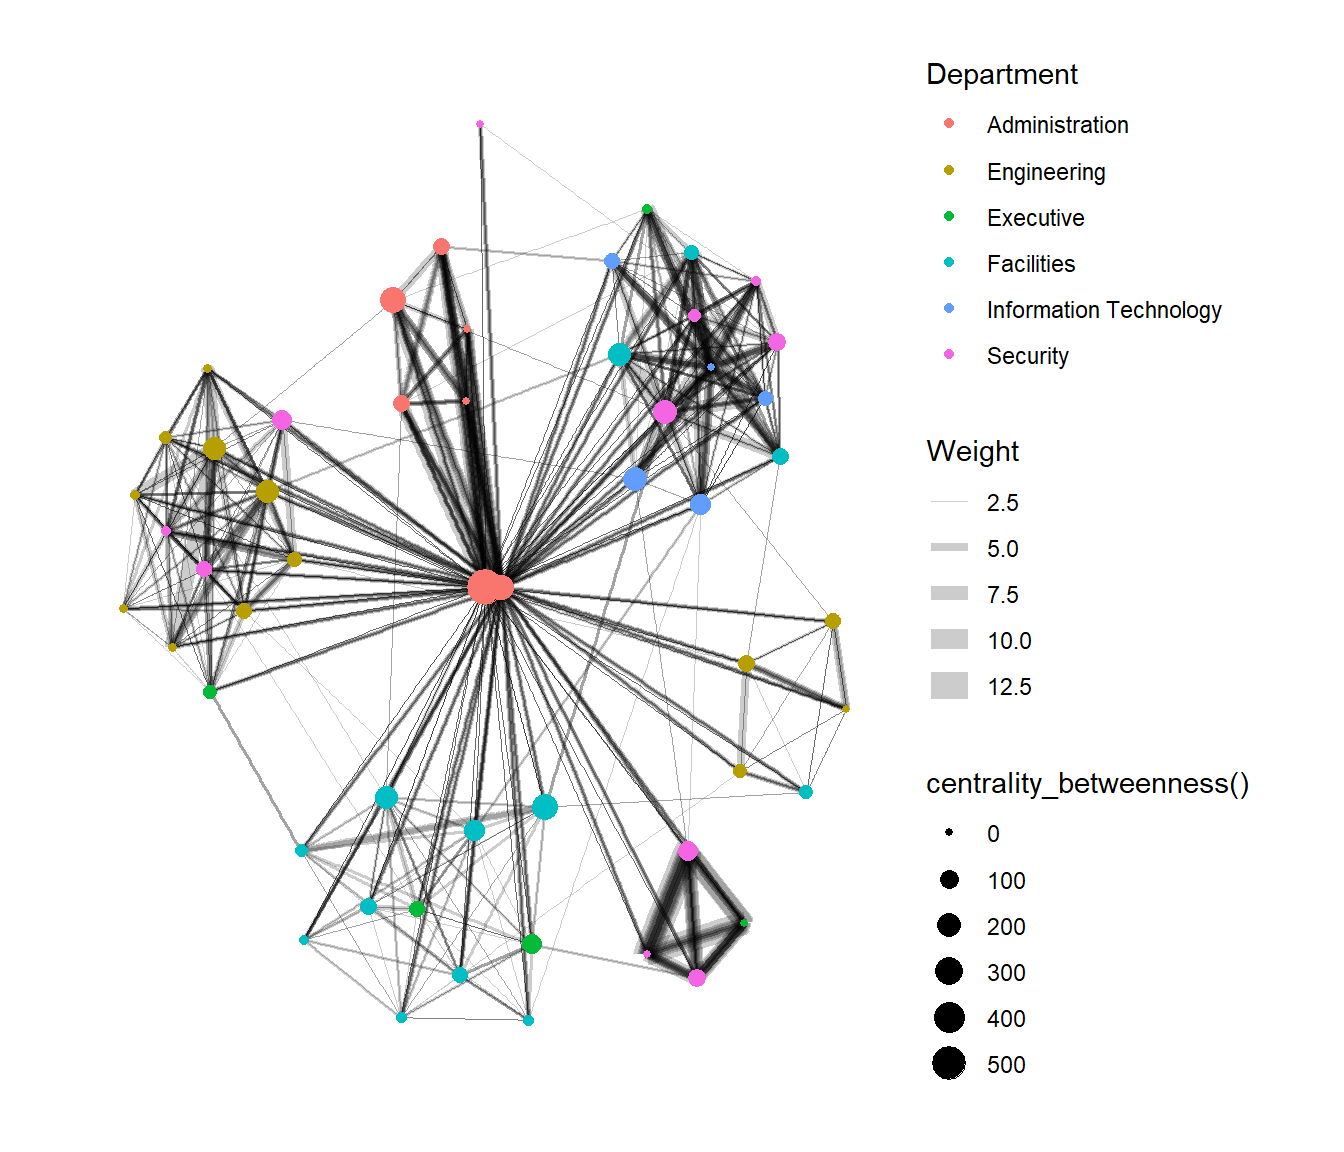 Department
Administration
Engineering
Executive
Facilities
Information Technology
Security
Weight
2.5
5.0
7.5
10.0
12.5
centrality_betweenness()
0
100
200
300
400
500